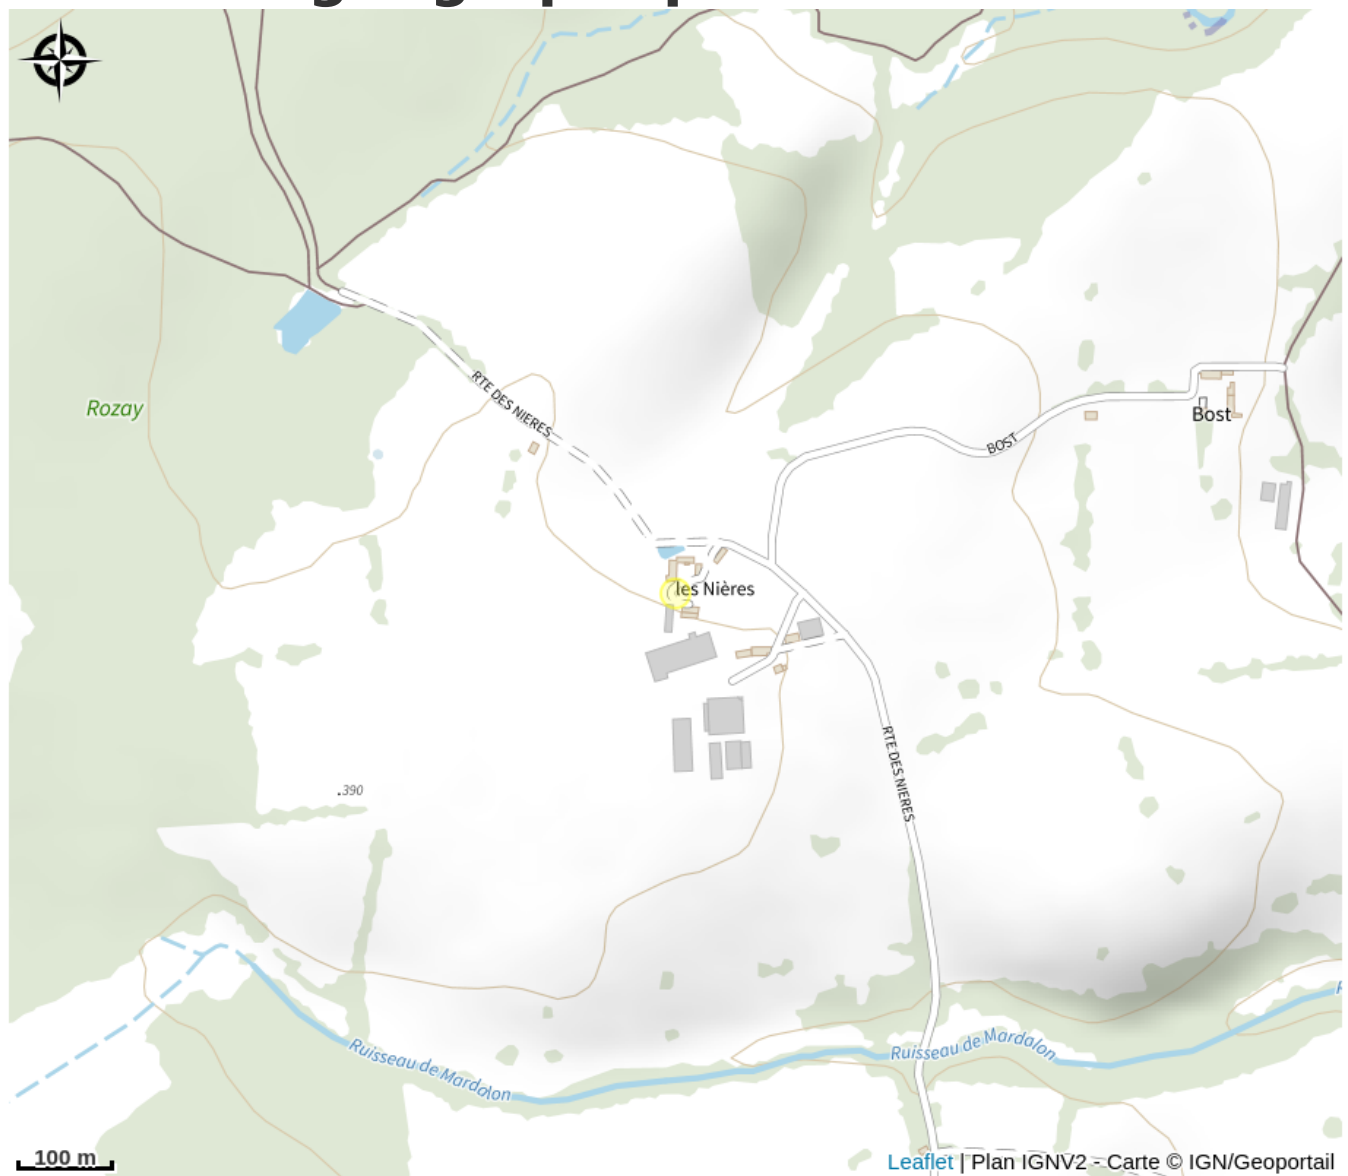 Rozay
RTE DES NIERES
BOST
Bost
les Nières
RTE DES NIERES
.390
Ruisseau de Mardalon
Ruisseau de Mardalon
100 m
Leaflet | Plan IGNV2 - Carte © IGN/Geoportail